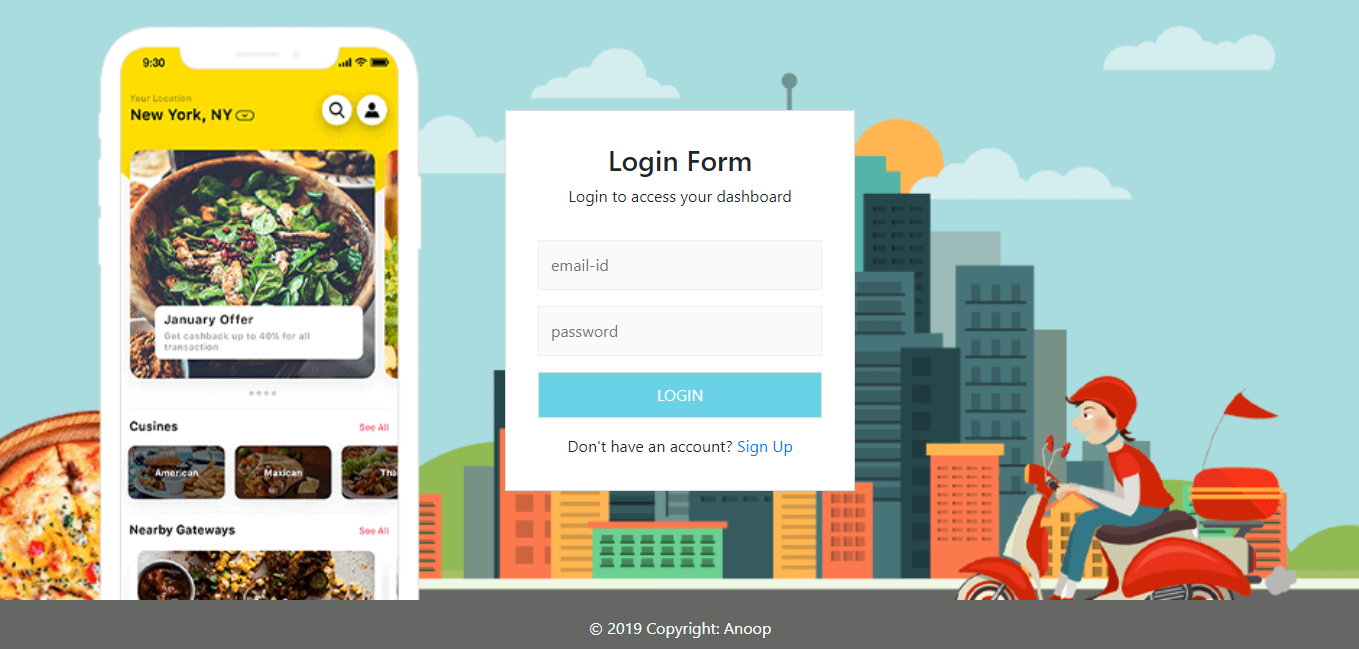 9:30
Your Location
New York, NY
January Offer
Get cashback up to 40% for all
transaction
Cusines
See All
American
Maxican
Tha
Nearby Gateways
See All
Login Form
Login to access your dashboard
email-id
password
LOGIN
Don't have an account? Sign Up
© 2019 Copyright: Anoop